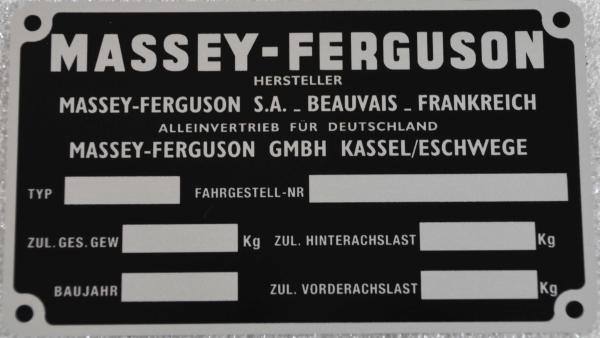 MASSEY-FERGUSON
HERSTELLER
MASSEY-FERGUSON S.A. - BEAUVAIS - FRANKREICH
ALLEINVERTRIEB FÜR DEUTSCHLAND
MASSEY-FERGUSON GMBH KASSEL/ESCHWEGE
TYP FAHRGESTELL-NR
ZUL. GES. GEW Kg ZUL. HINTERACHSLAST Kg
BAUJAHR ZUL. VORDERACHSLAST Kg